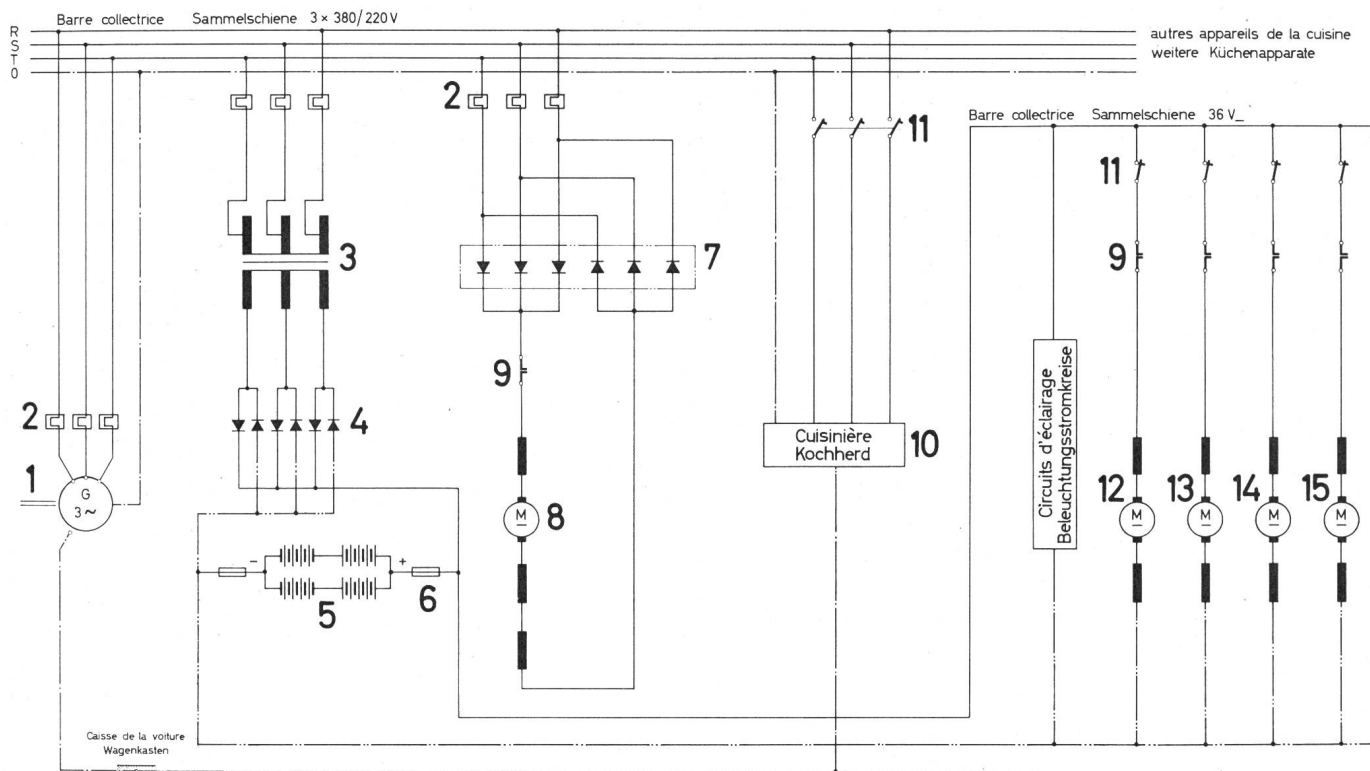 Barre collectrice Sammelschiene 3 × 380/220 V
R
S
T
0
autres appareils de la cuisine
weitere Küchenapparate
2
11
Barre collectrice Sammelschiene 36 V_
11
3
7
9
9
4
2
1
G
3 ~
Cuisinière
Kochherd
10
Circuits d'éclairage
Beleuchtungsstromkreise
M
8
12
M
13
M
14
M
15
M
- +
5
6
Caisse de la voiture
Wagenkasten